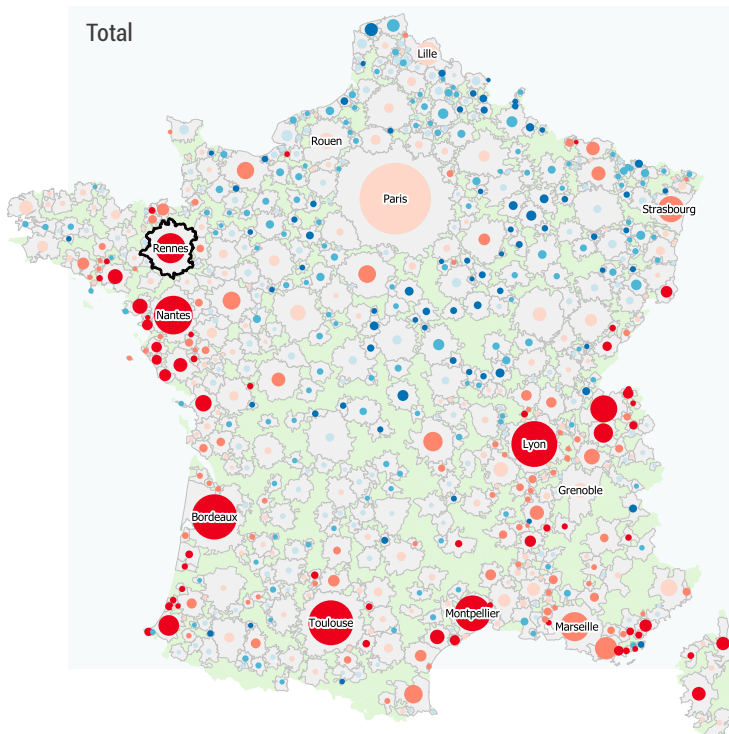 Total
Lille
Rouen
Paris
Strasbourg
Rennes
Nantes
Lyon
Grenoble
Bordeaux
Montpellier
Toulouse
Marseille